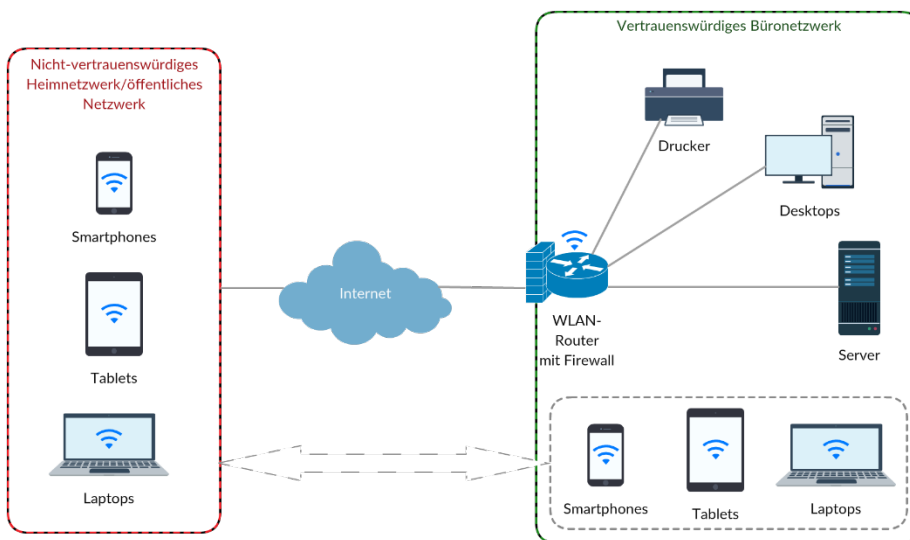 Vertrauenswürdiges Büronetzwerk
Nicht-vertrauenswürdiges
Heimnetzwerk/öffentliches
Netzwerk
Drucker
Desktops
Smartphones
Internet
WLAN-
Router
mit Firewall
Server
Tablets
Laptops
Smartphones
Tablets
Laptops